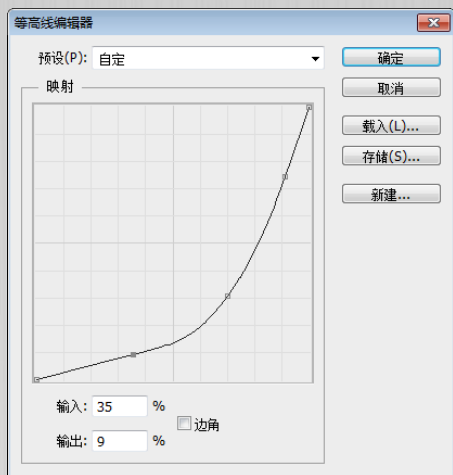 等高线编辑器
预设(P): 自定
确定
映射
取消
载入(L)...
存储(S)...
新建...
输入: 35 %
边角
输出: 9 %